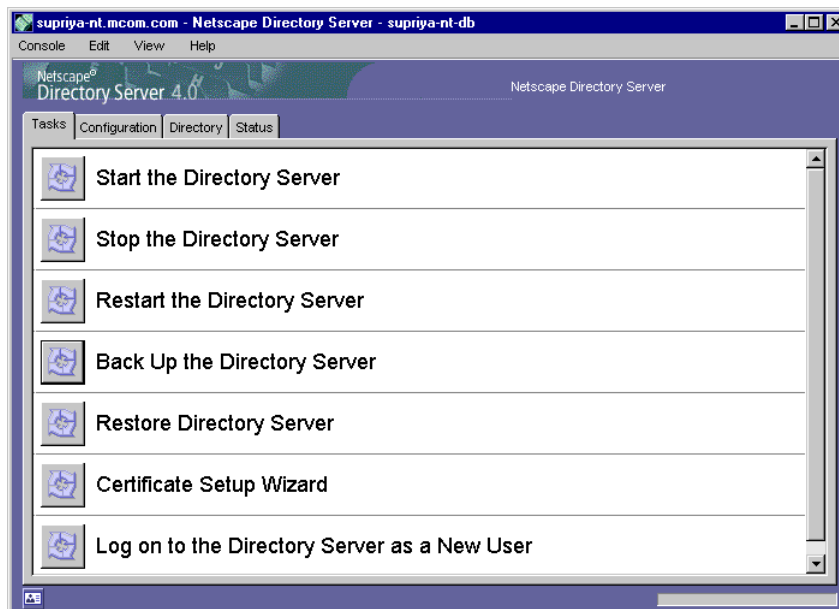 supriya-nt.mcom.com - Netscape Directory Server - supriya-nt-db
Console Edit View Help
Netscape®
Directory Server 4.0
Netscape Directory Server
Tasks Configuration Directory Status
Start the Directory Server
Stop the Directory Server
Restart the Directory Server
Back Up the Directory Server
Restore Directory Server
Certificate Setup Wizard
Log on to the Directory Server as a New User